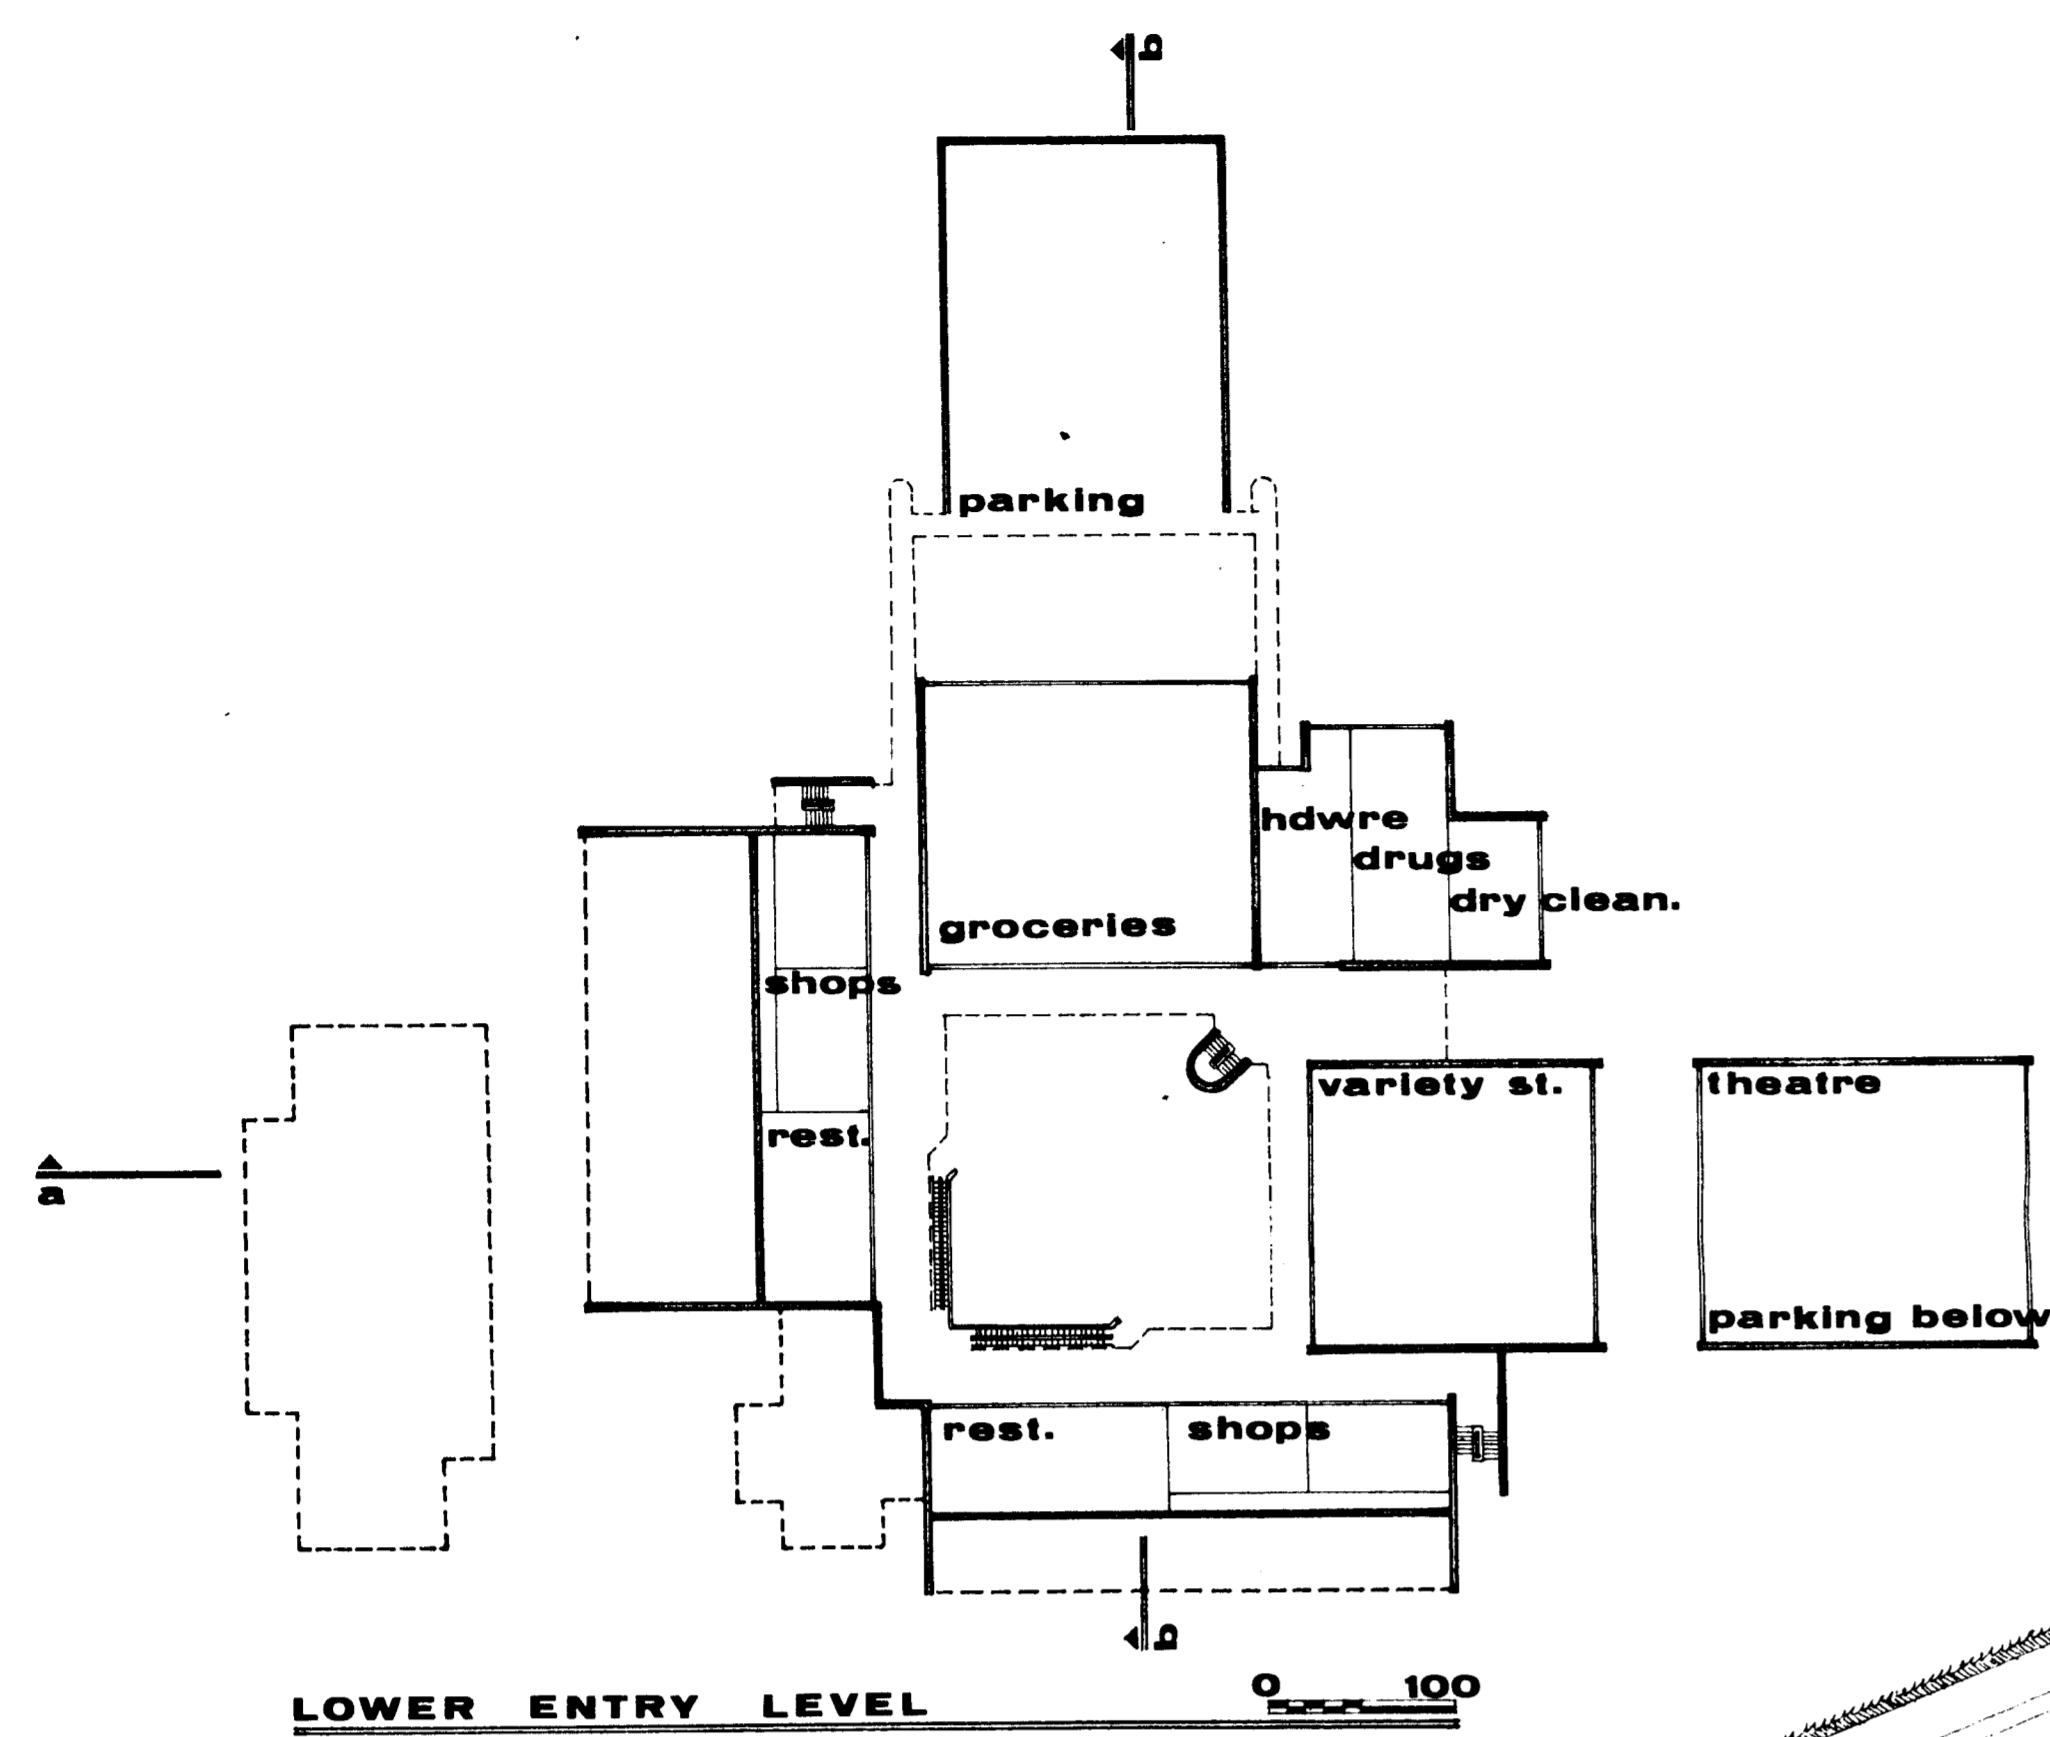 b
parking
hdwre
drugs
dry clean.
groceries
shops
variety st.
theatre
rest.
a
parking below
rest.
shops
b
0 100
LOWER ENTRY LEVEL